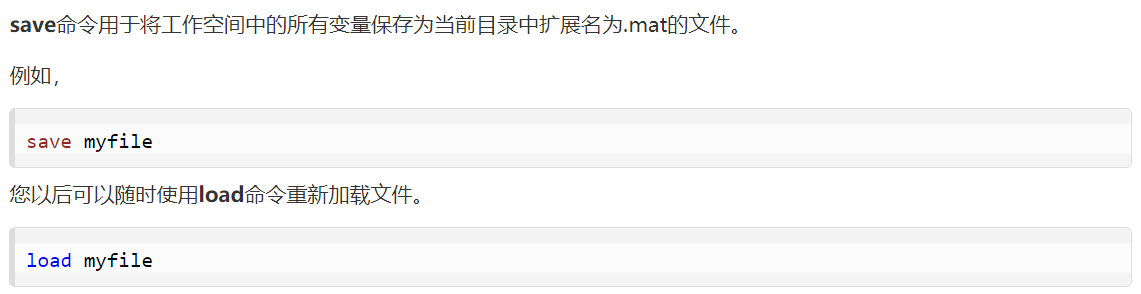 save命令用于将工作空间中的所有变量保存为当前目录中扩展名为.mat的文件。
例如，
save myfile
您以后可以随时使用load命令重新加载文件。
load myfile